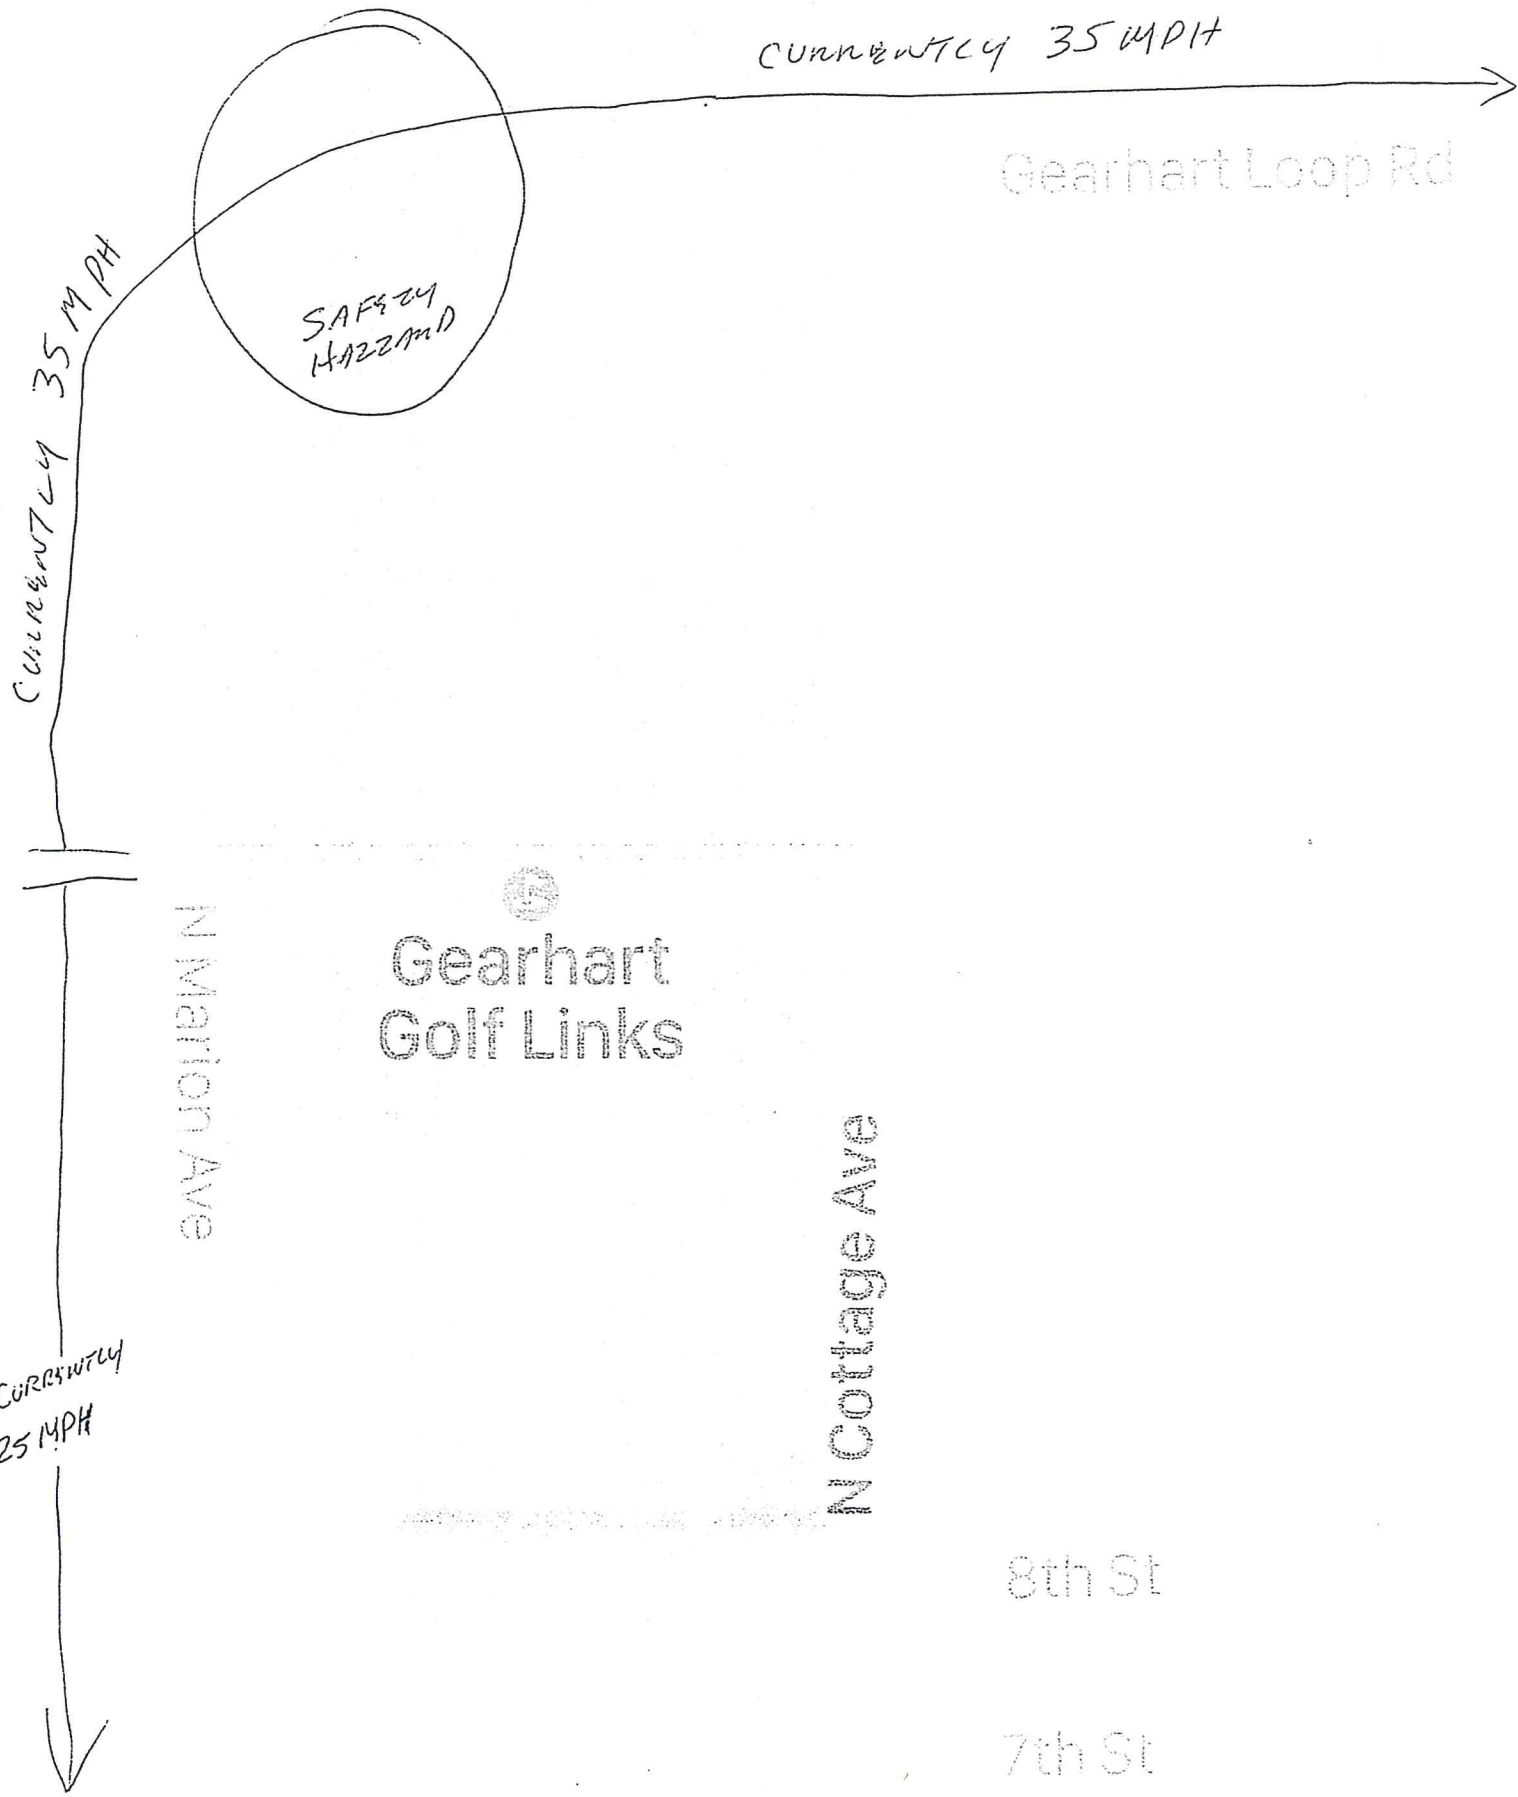 CURRENTLY 35 MPH
Gearhart Loop Rd
CURRENTLY 35 MPH
SAFETY
HAZZARD
Gearhart
Golf Links
N Marion Ave
N Cottage Ave
CURRENTLY
25 MPH
8th St
7th St